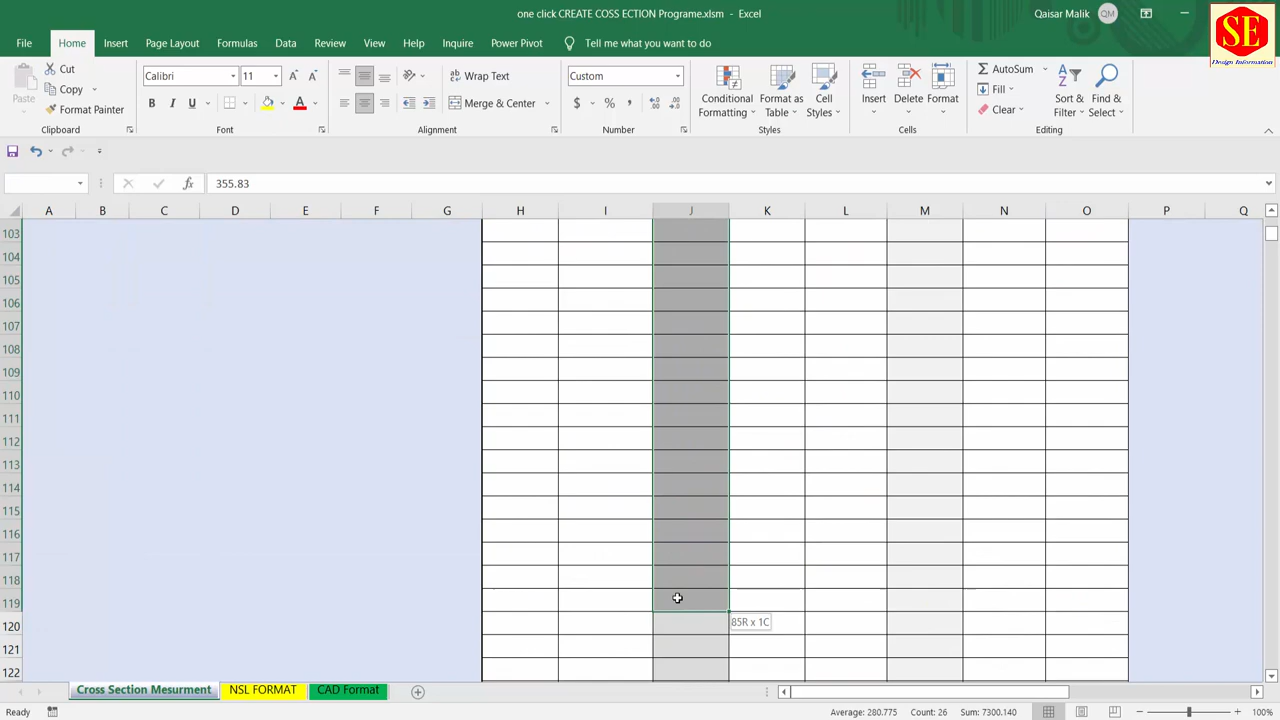 one click CREATE COSS ECTION Programe.xlsm - Excel
Qaisar Malik QM
SE
Design Information
File Home Insert Page Layout Formulas Data Review View Help Inquire Power Pivot Tell me what you want to do
Paste
Cut
Copy
Format Painter
Clipboard
Calibri 11
B I U
Font
Wrap Text
Merge & Center
Alignment
Custom
$ % ,
Number
Conditional Formatting
Format as Table
Cell Styles
Styles
Insert Delete Format
Cells
AutoSum
Fill
Clear
Sort & Filter
Find & Select
Editing
fx 355.83
A B C D E F G H I J K L M N O P Q
103
104
105
106
107
108
109
110
111
112
113
114
115
116
117
118
119
120
121
122
85R x 1C
Cross Section Mesurment NSL FORMAT CAD Format
Ready Average: 280.775 Count: 26 Sum: 7300.140 100%